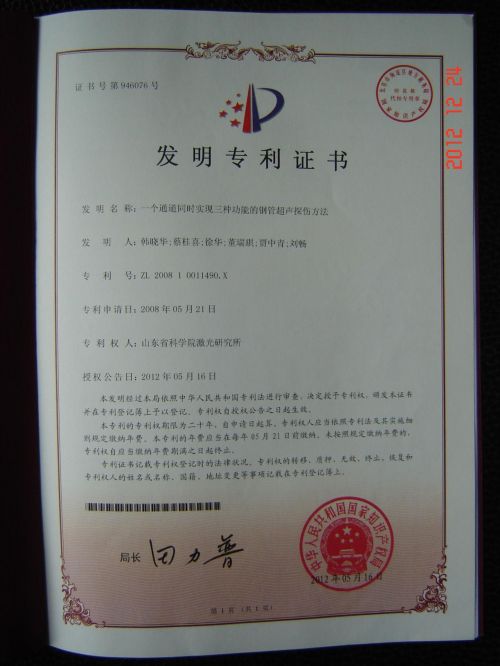 证书号第946076号
发明专利证书
发明名称：一个通道同时实现三种功能的钢管超声探伤方法
发明人：韩晓华;蔡桂喜;徐华;董瑞琪;贾中青;刘畅
专利号：ZL 2008 1 0011490.X
专利申请日：2008年05月21日
专利权人：山东省科学院激光研究所
授权公告日：2012年05月16日
本发明经过本局依照中华人民共和国专利法进行审查，决定授予专利权，颁发本证书
并在专利登记簿上予以登记。专利权自授权公告之日起生效。
本专利的专利权期限为二十年，自申请日起算。专利权人应当依照专利法及其实施细
则规定缴纳年费。本专利的年费应当在每年05月21日前缴纳。未按照规定缴纳年费的，
专利权自应当缴纳年费期满之日起终止。
专利证书记载专利权登记时的法律状况。专利权的转移、质押、无效、终止、恢复和
专利权人的姓名或名称、国籍、地址变更等事项记载在专利登记簿上。
局长 田力普
中华人民共和国国家知识产权局
2012年05月16日
第1页（共1页）
2012 12 24